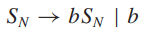 S_N → bS_N | b